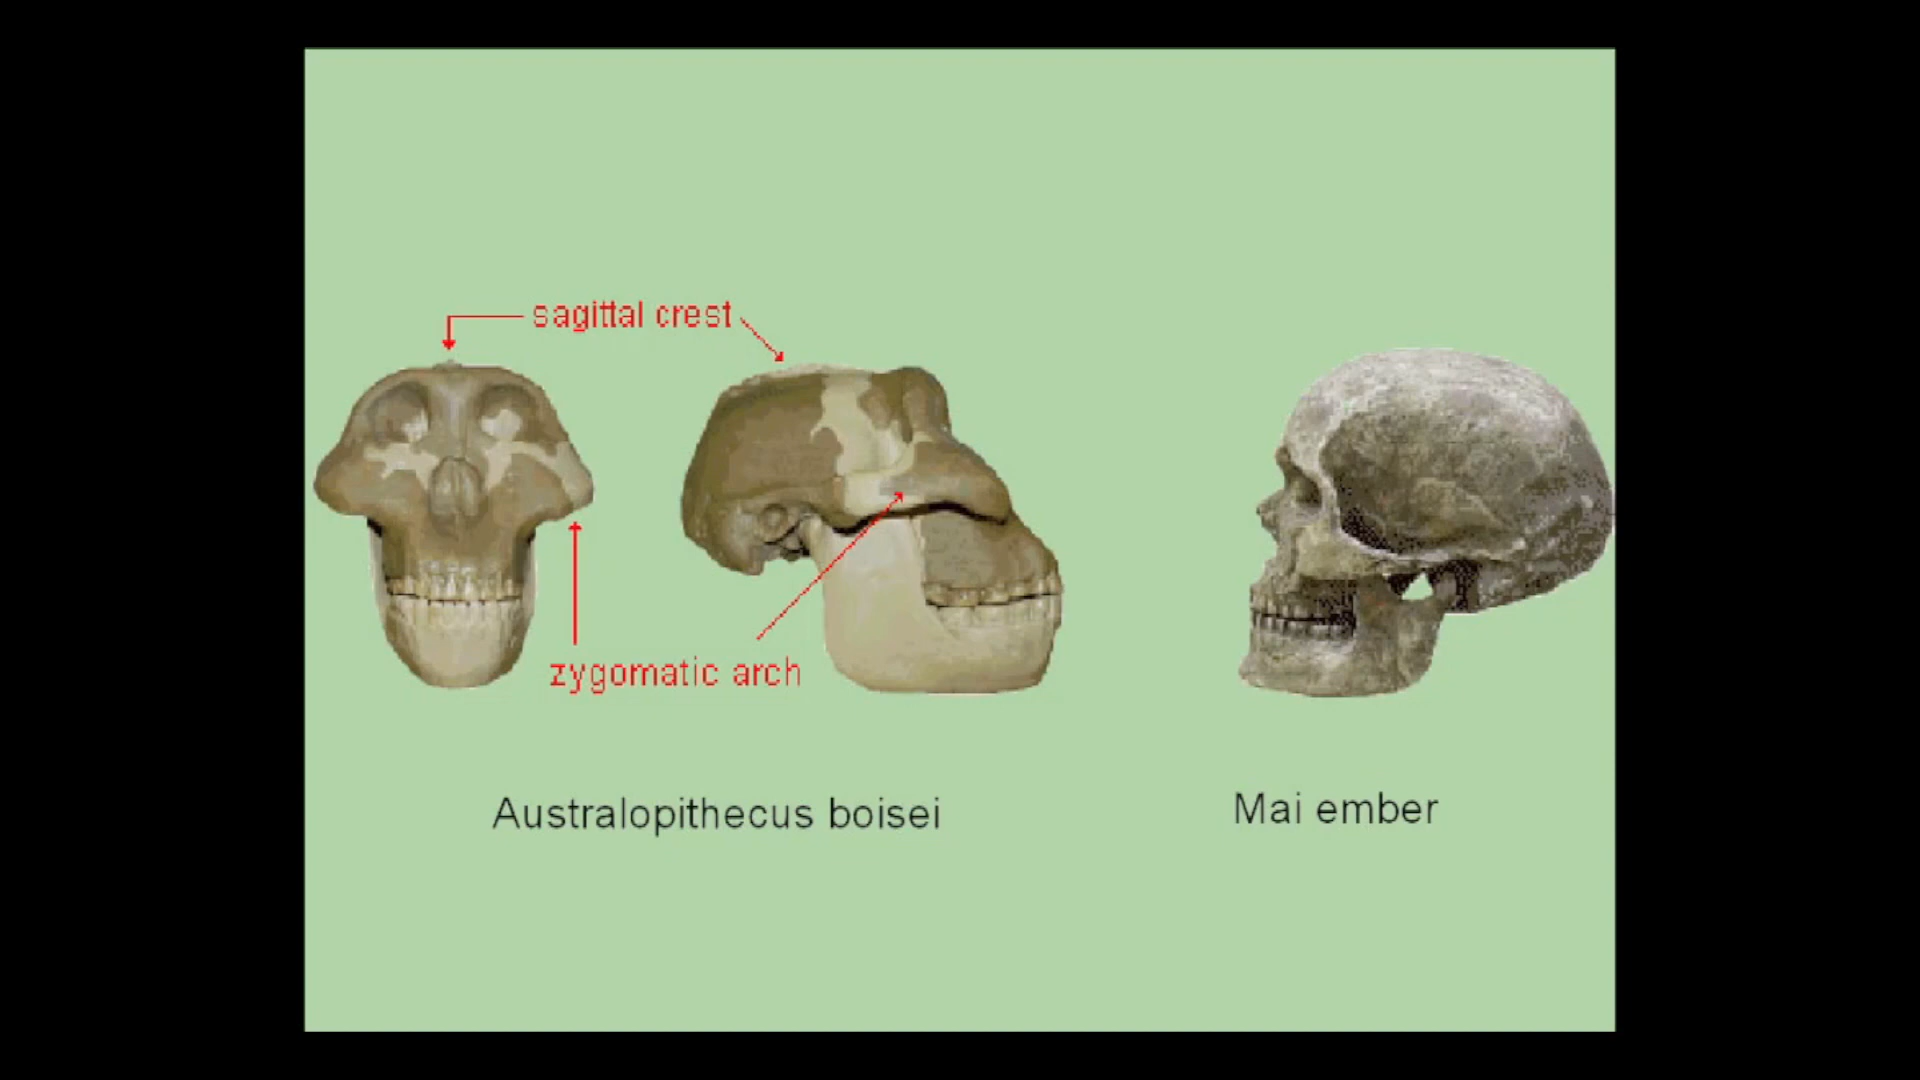 sagittal crest
zygomatic arch
Australopithecus boisei
Mai ember